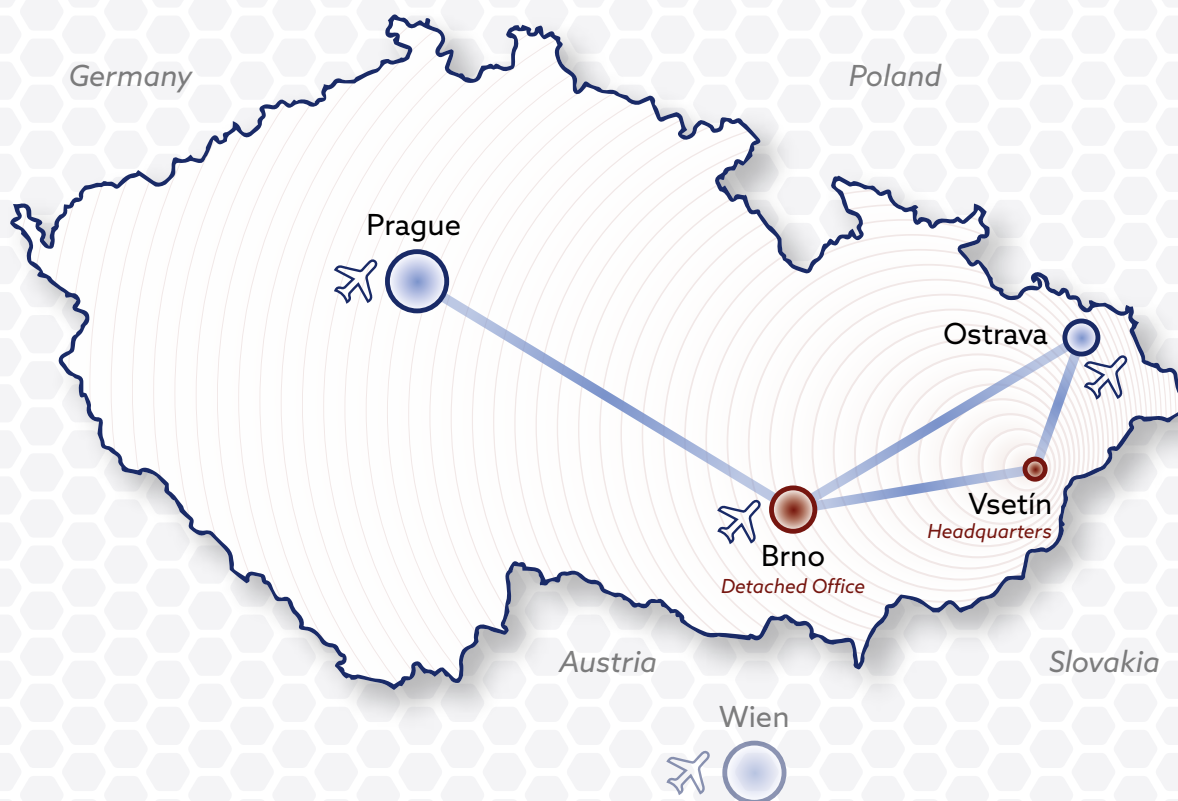 Germany
Poland
Prague
Ostrava
Vsetín
Headquarters
Brno
Detached Office
Austria
Slovakia
Wien